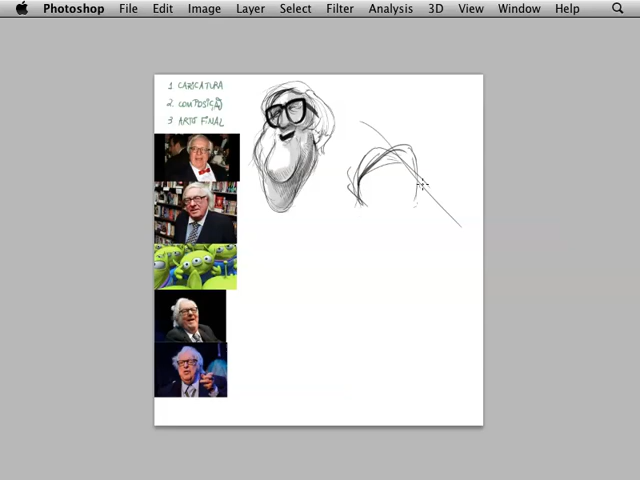 Photoshop File Edit Image Layer Select Filter Analysis 3D View Window Help
1 CARICATURA
2. COMPOSIÇÃO
3 ARTE FINAL